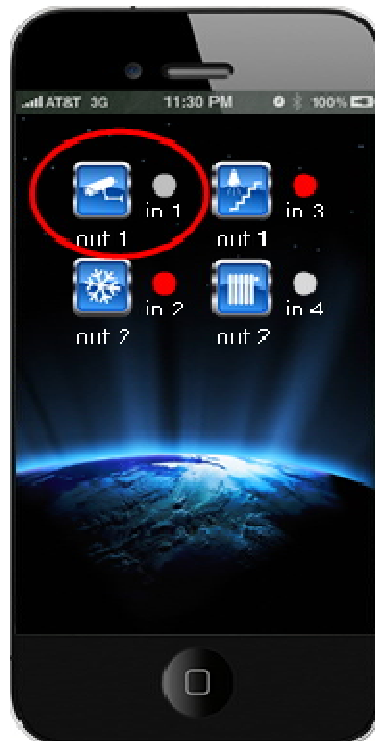 AT&T 3G 11:30 PM 100%
in 1 in 3
out 1 out 1
in 2 in 4
out 2 out 2